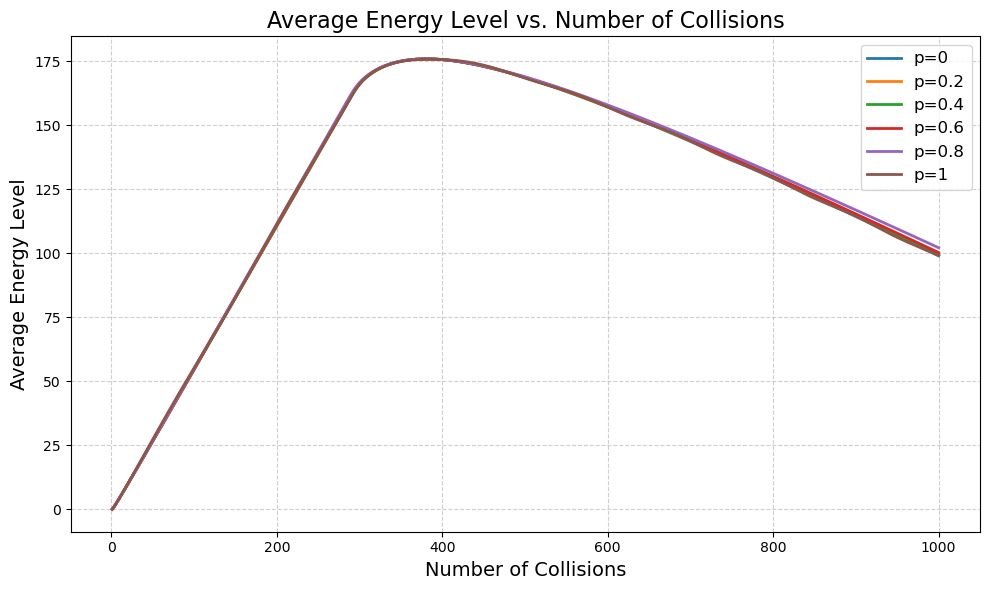 Average Energy Level vs. Number of Collisions
p=0
p=0.2
p=0.4
p=0.6
p=0.8
p=1
Average Energy Level
175
150
125
100
75
50
25
0
0 200 400 600 800 1000
Number of Collisions